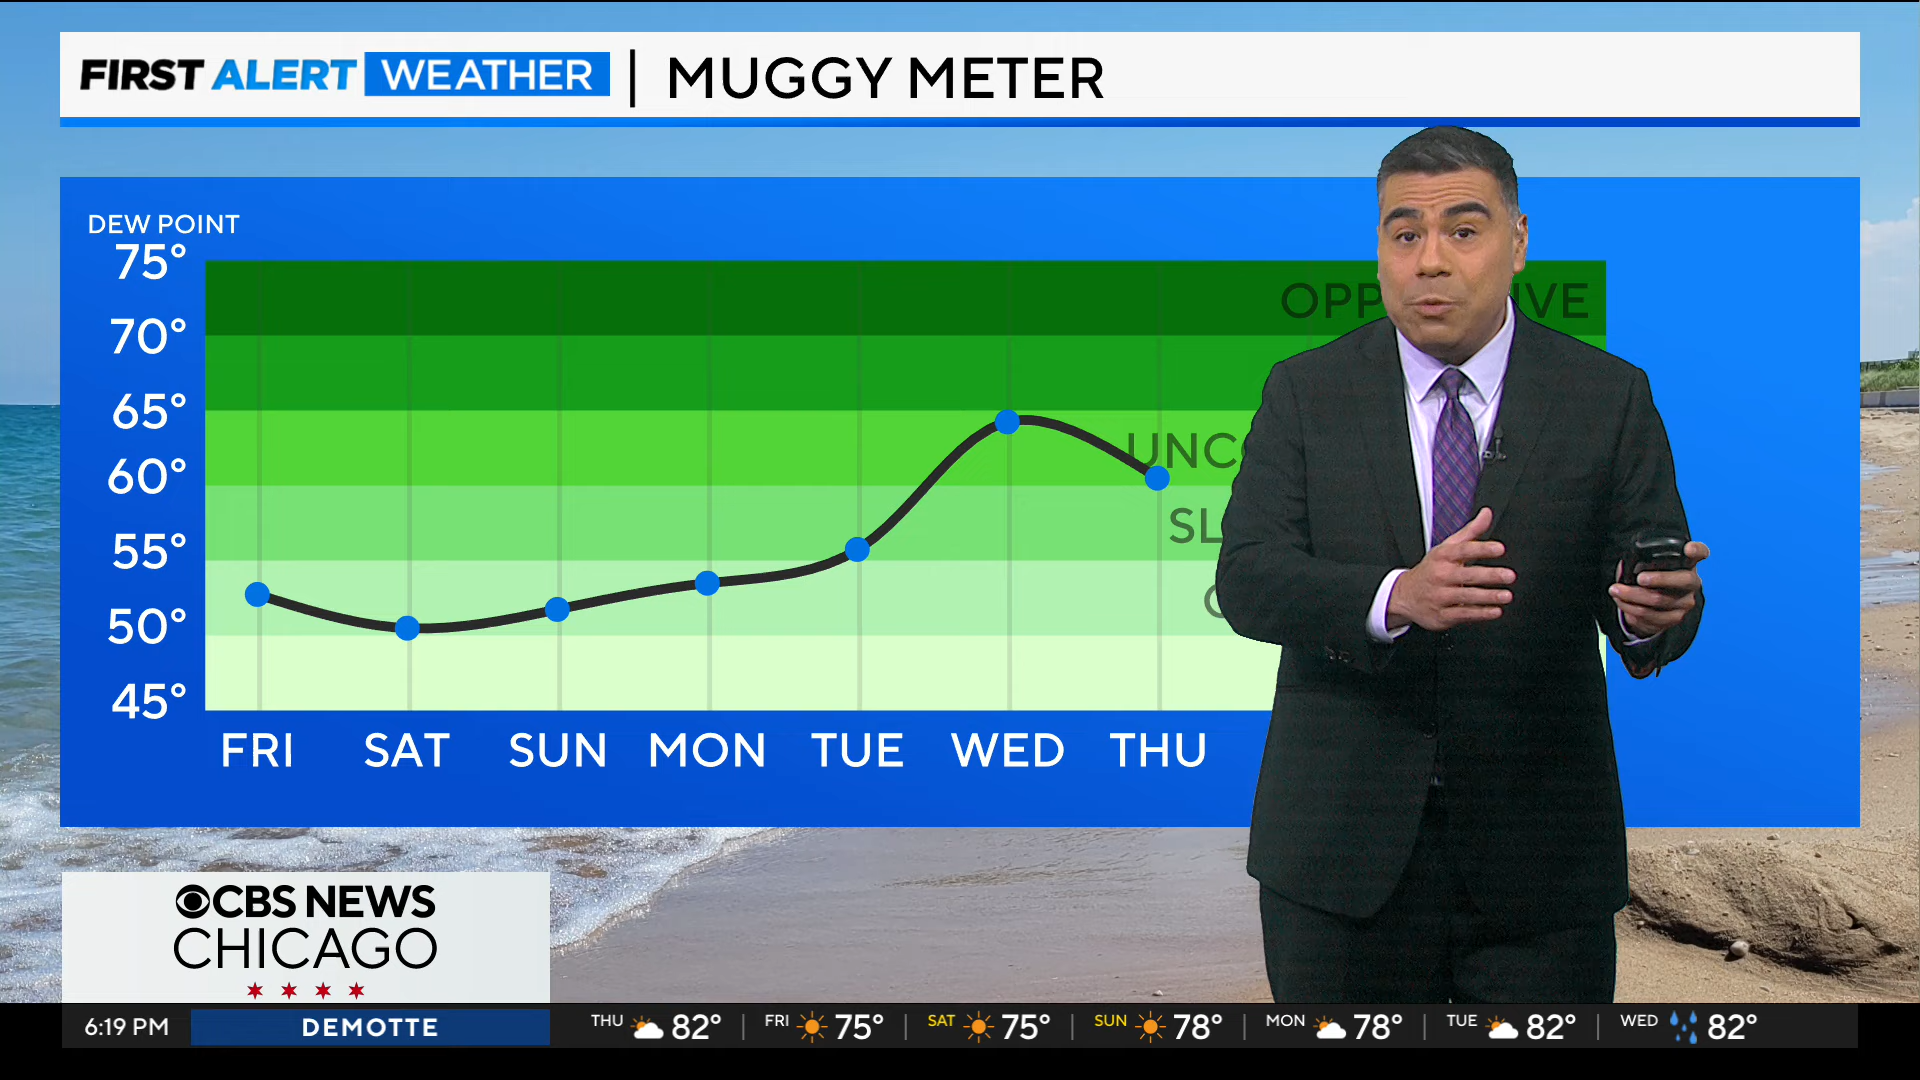 FIRST ALERT WEATHER | MUGGY METER
DEW POINT
75°
70°
65°
60°
55°
50°
45°
FRI SAT SUN MON TUE WED THU
CBS NEWS
CHICAGO
6:19 PM DEMOTTE THU 82° | FRI 75° | SAT 75° | SUN 78° | MON 78° | TUE 82° | WED 82°